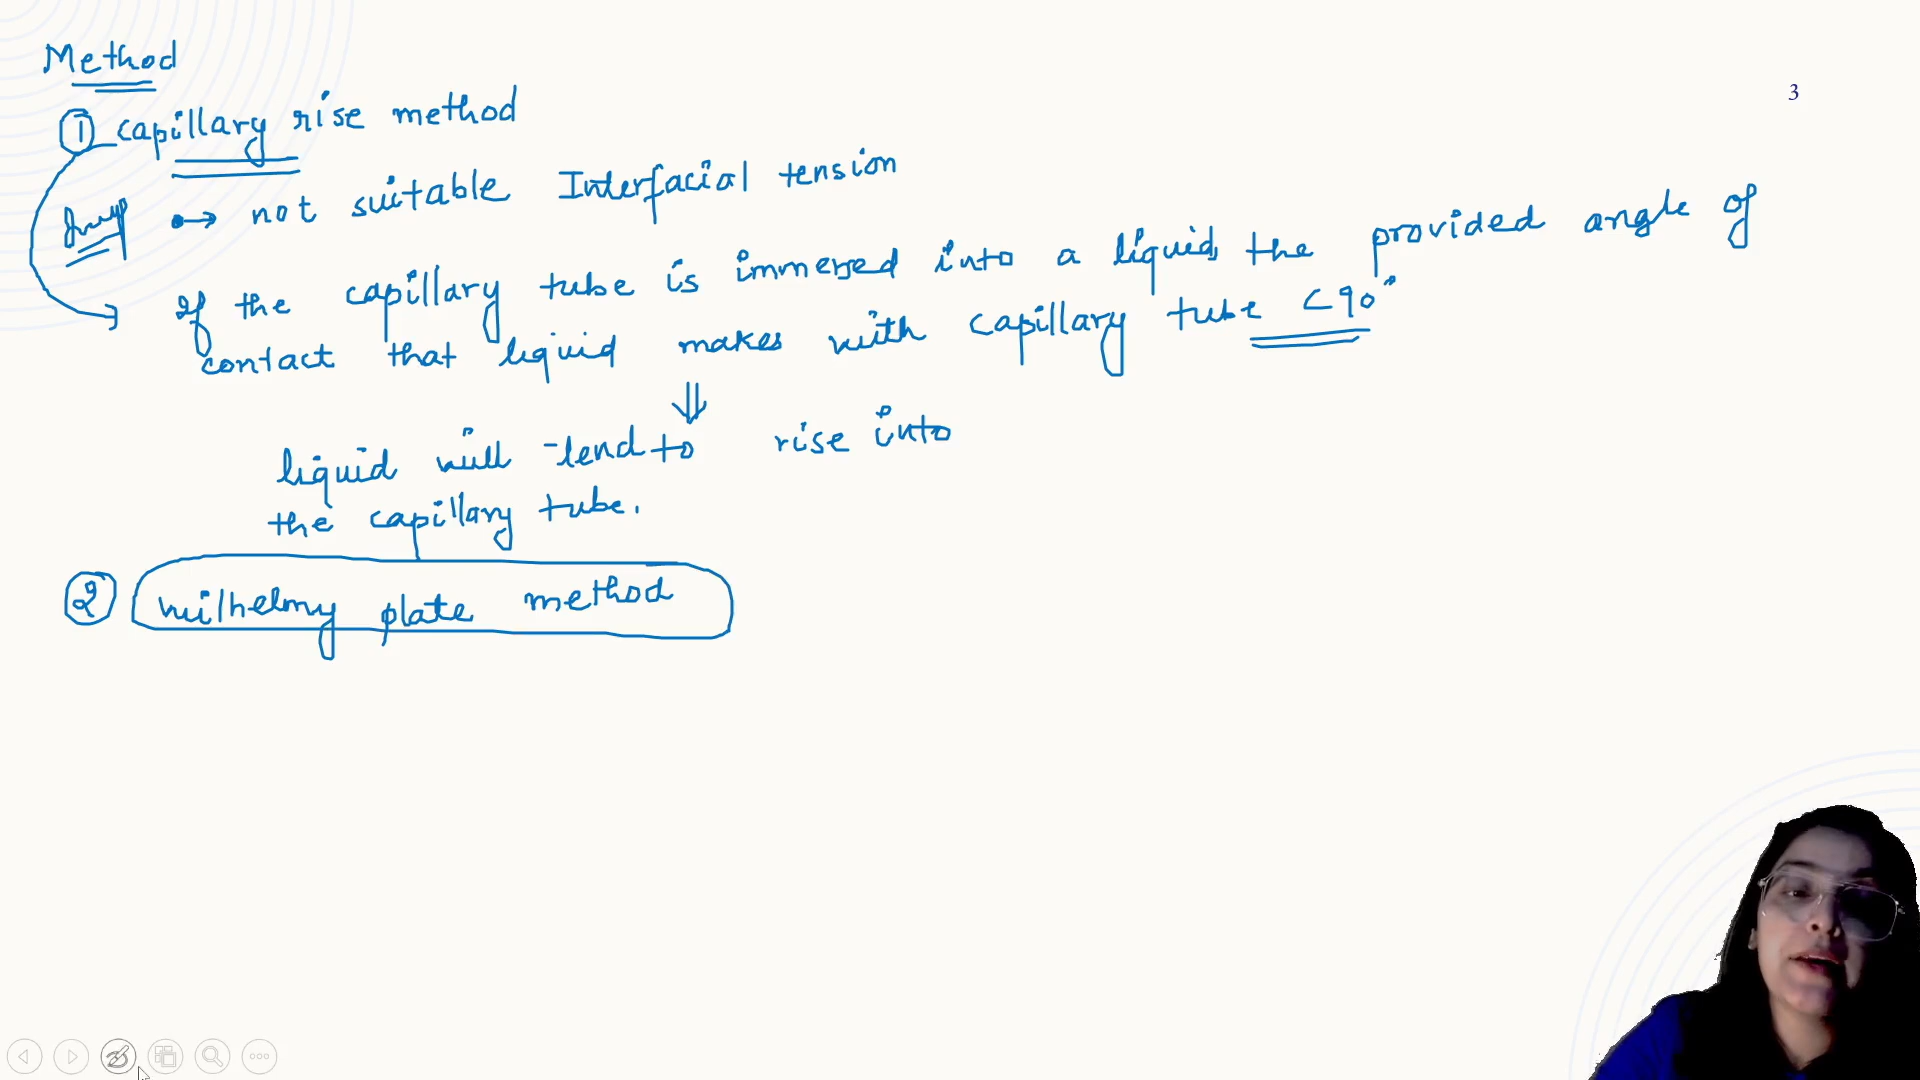 Method
3
① Capillary rise method
Imp → not suitable Interfacial tension
If the capillary tube is immersed into a liquid, the provided angle of
contact that liquid makes with capillary tube <90°
⇓
liquid will tend to rise into
the capillary tube.
② wilhelmy plate method